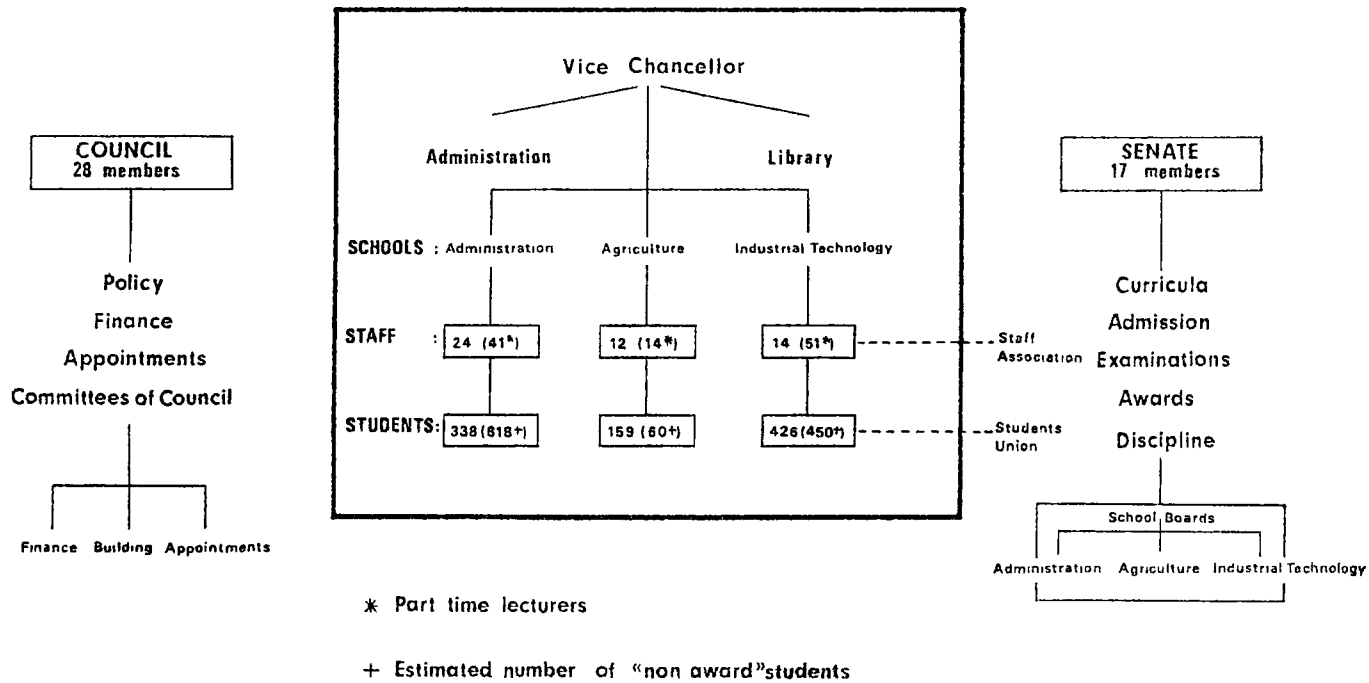 COUNCIL
28 members
Policy
Finance
Appointments
Committees of Council
Finance Building Appointments
Vice Chancellor
Administration Library
SCHOOLS : Administration Agriculture Industrial Technology
STAFF : 24 (41*) 12 (14*) 14 (51*)
STUDENTS: 338(618+) 159 (60+) 426(450+)
Staff
Association
Students
Union
SENATE
17 members
Curricula
Admission
Examinations
Awards
Discipline
School Boards
Administration Agriculture Industrial Technology
* Part time lecturers
+ Estimated number of "non award"students